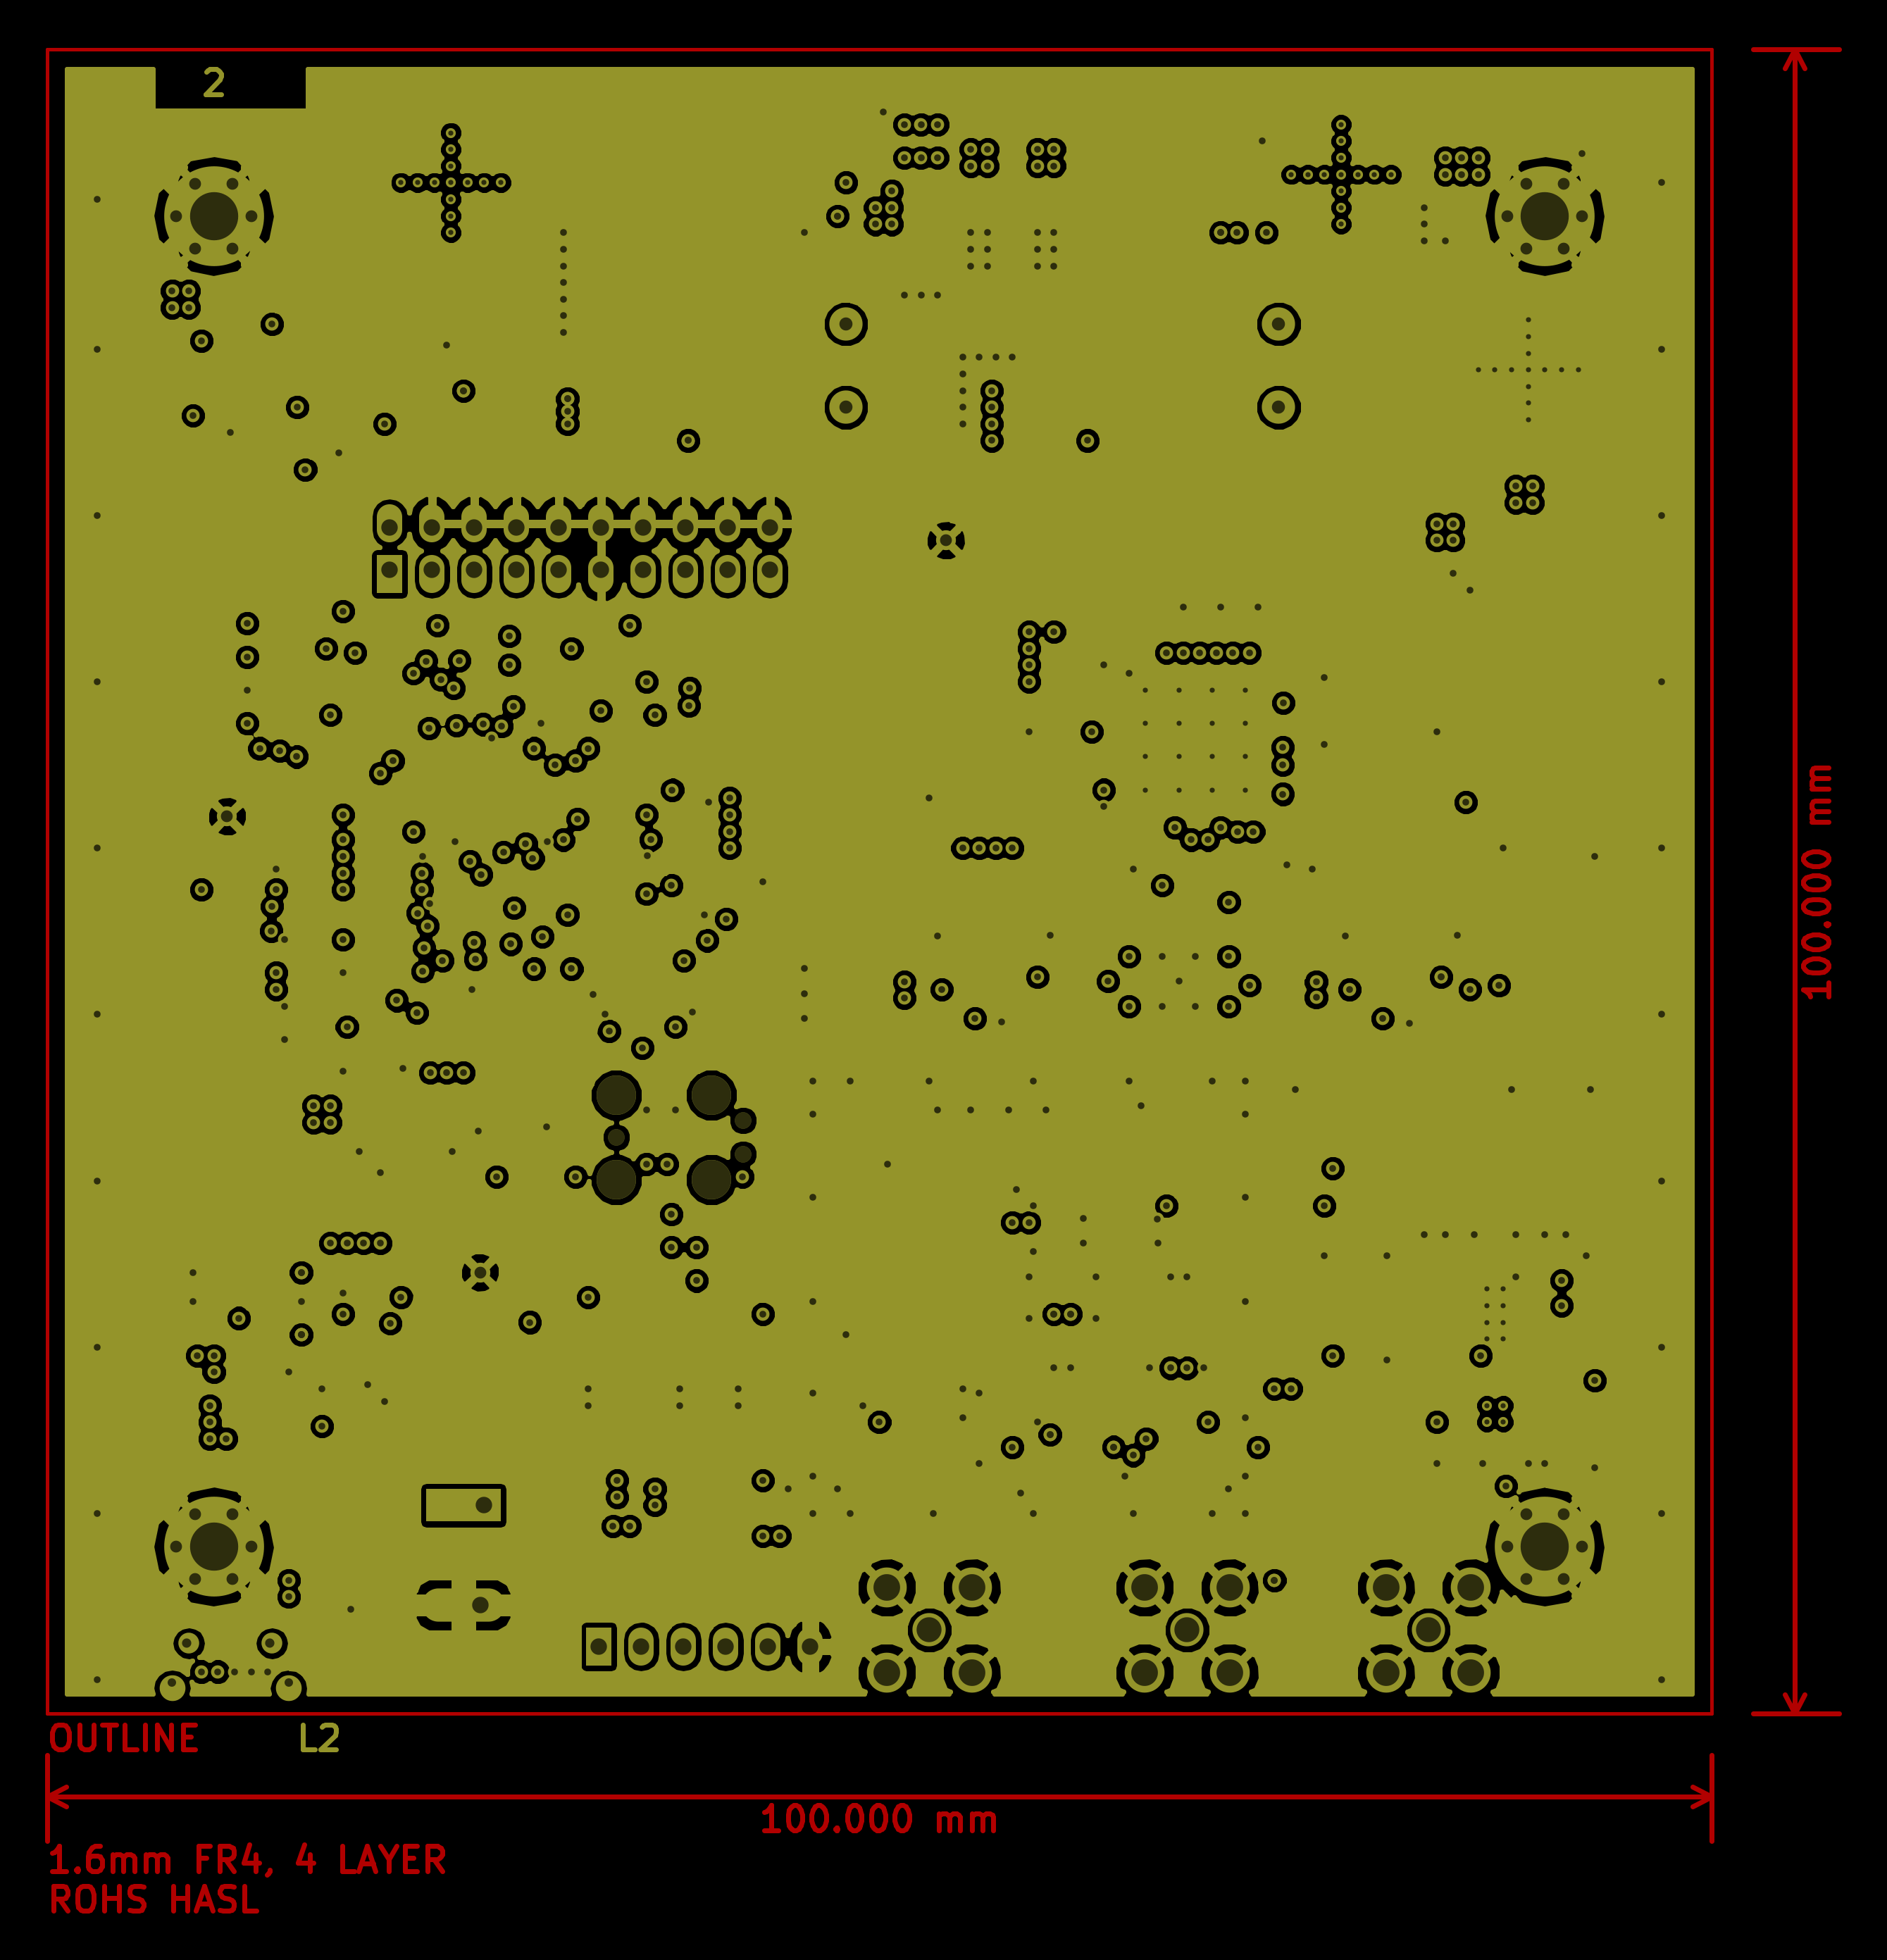 2
100.000 mm
OUTLINE L2
100.000 mm
1.6mm FR4, 4 LAYER
ROHS HASL